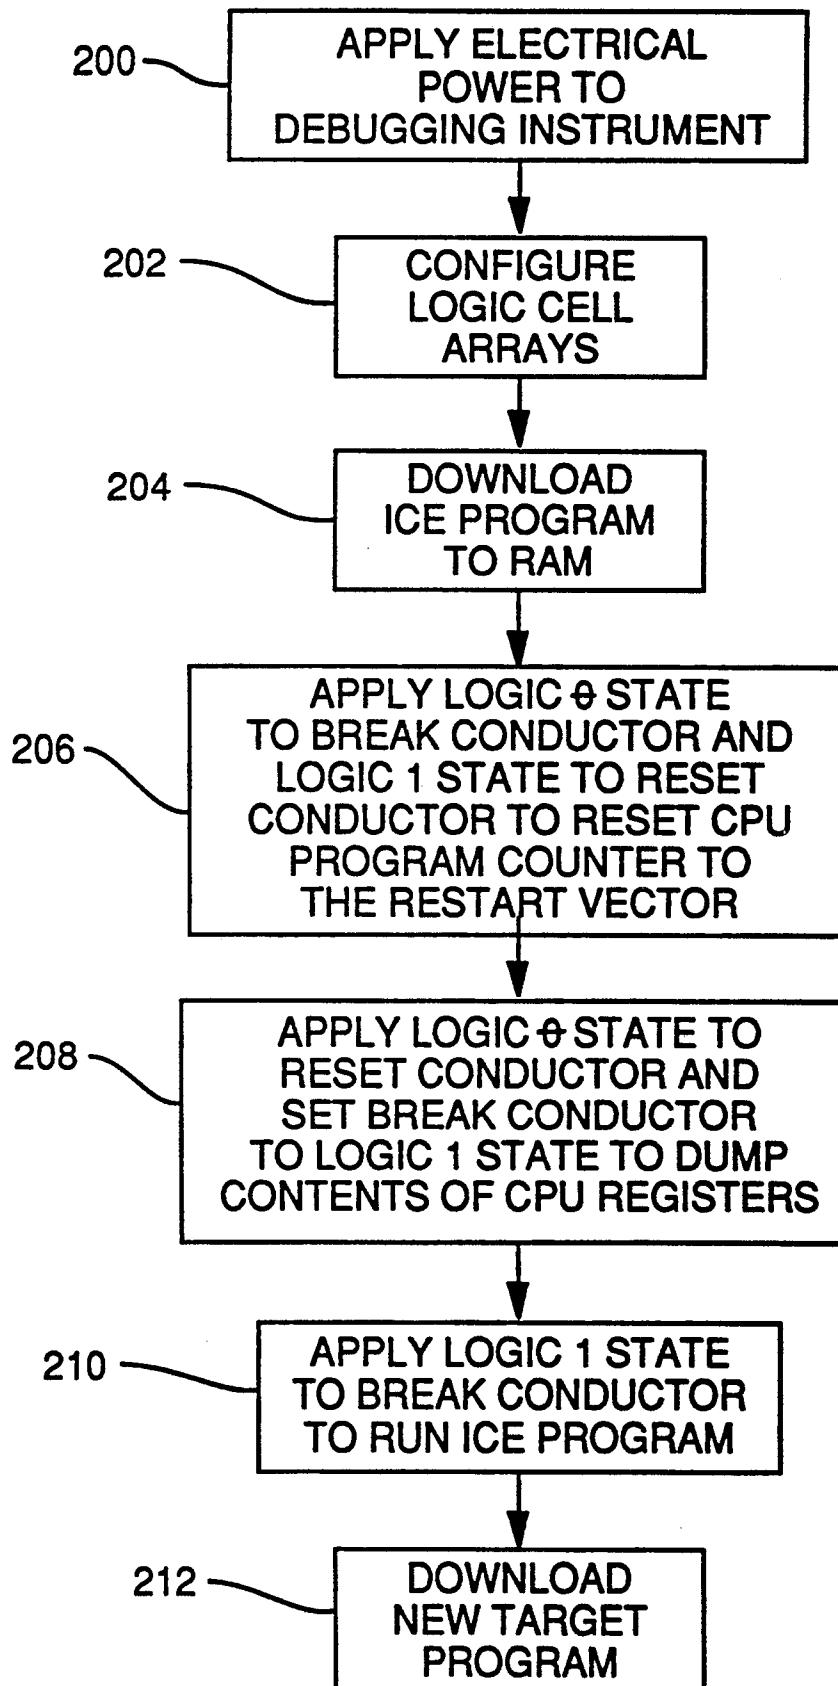 200
APPLY ELECTRICAL
POWER TO
DEBUGGING INSTRUMENT
202
CONFIGURE
LOGIC CELL
ARRAYS
204
DOWNLOAD
ICE PROGRAM
TO RAM
206
APPLY LOGIC 0 STATE
TO BREAK CONDUCTOR AND
LOGIC 1 STATE TO RESET
CONDUCTOR TO RESET CPU
PROGRAM COUNTER TO
THE RESTART VECTOR
208
APPLY LOGIC 0 STATE TO
RESET CONDUCTOR AND
SET BREAK CONDUCTOR
TO LOGIC 1 STATE TO DUMP
CONTENTS OF CPU REGISTERS
210
APPLY LOGIC 1 STATE
TO BREAK CONDUCTOR
TO RUN ICE PROGRAM
212
DOWNLOAD
NEW TARGET
PROGRAM